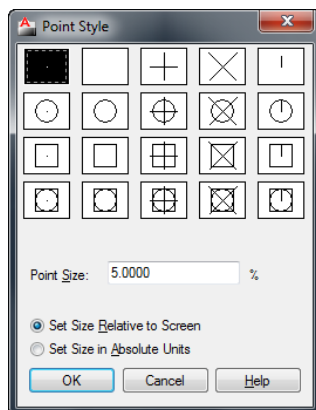 Point Style
Point Size: 5.0000 %
Set Size Relative to Screen
Set Size in Absolute Units
OK Cancel Help